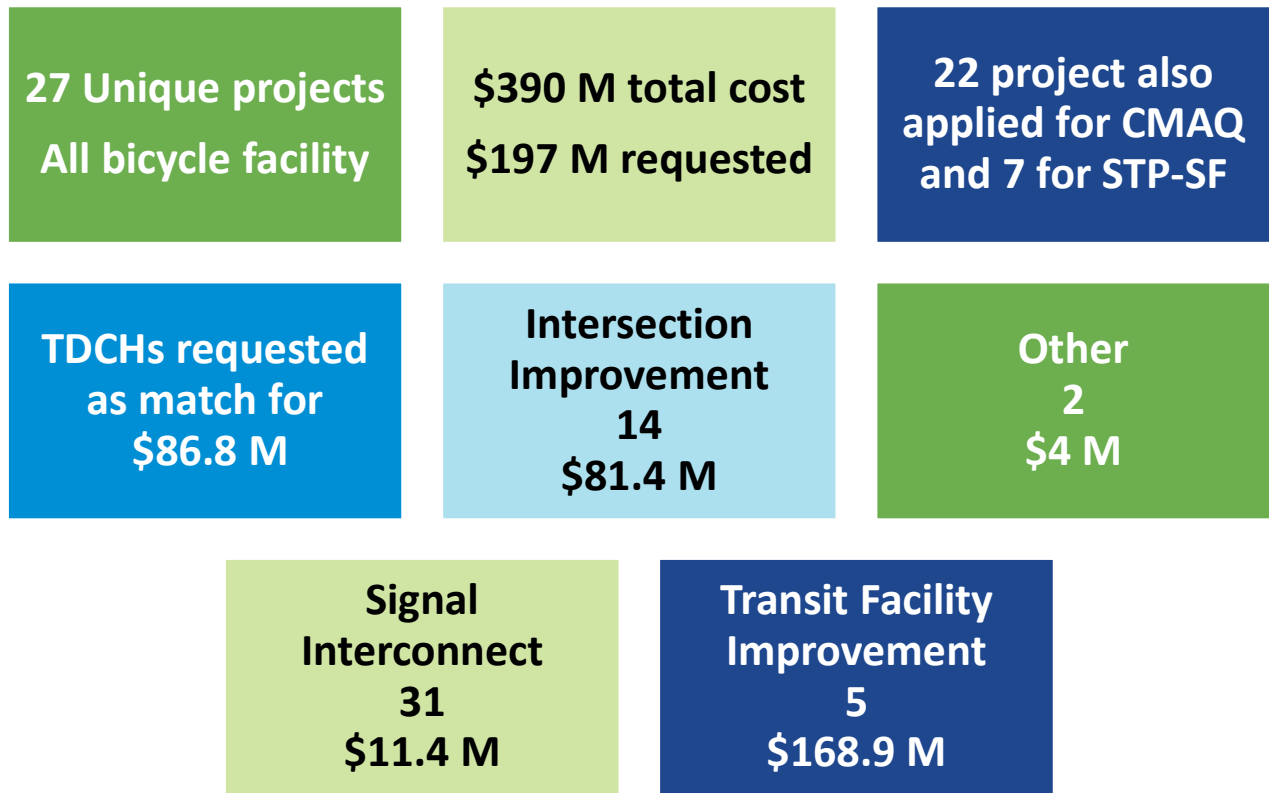 27 Unique projects
All bicycle facility
$390 M total cost
$197 M requested
22 project also
applied for CMAQ
and 7 for STP-SF
TDCHs requested
as match for
$86.8 M
Intersection
Improvement
14
$81.4 M
Other
2
$4 M
Signal
Interconnect
31
$11.4 M
Transit Facility
Improvement
5
$168.9 M